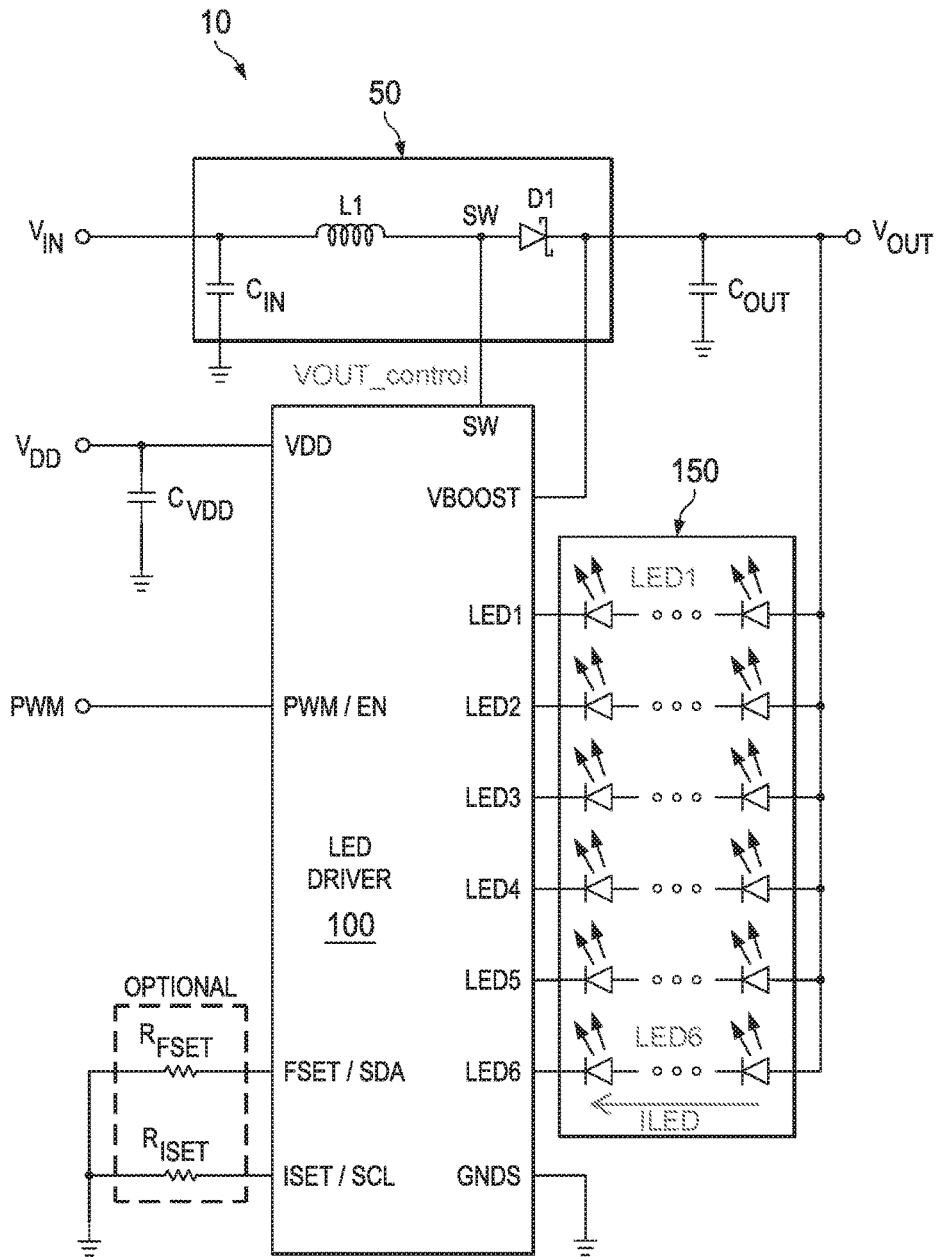 10
50
L1
SW
D1
VIN
VOUT
CIN
COUT
VOUT_control
SW
VDD
VDD
CVDD
VBOOST
150
LED1
LED1
PWM
PWM / EN
LED2
LED3
LED DRIVER
100
LED4
LED5
OPTIONAL
RFSET
FSET / SDA
LED6
LED6
ILED
RISET
ISET / SCL
GNDS